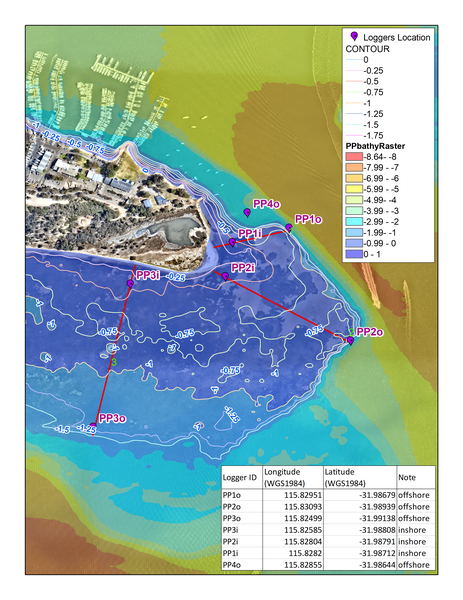 Loggers Location
CONTOUR
0
-0.25
-0.5
-0.75
-1
-1.25
-1.5
-1.75
PPbathyRaster
-8.64- -8
-7.99 - -7
-6.99 - -6
-5.99 - -5
-4.99 - -4
-3.99 - -3
-2.99 - -2
-1.99 - -1
-0.99 - 0
0 - 1
-1
-0.25
-0.5
-0.75
0
PP4o
PP1o
-0.5
PP1i
PP2i
PP3i
-0.25
-1
-0.75
-0.75
-0.75
PP2o
-1
-0.75
-1
-1
-1.25
PP3o
-1.5
-1.25
Logger ID Longitude (WGS1984) Latitude (WGS1984) Note
PP1o 115.82951 -31.98679 offshore
PP2o 115.83093 -31.98939 offshore
PP3o 115.82499 -31.99138 offshore
PP3i 115.82585 -31.98808 inshore
PP2i 115.82804 -31.98791 inshore
PP1i 115.8282 -31.98712 inshore
PP4o 115.82855 -31.98644 offshore